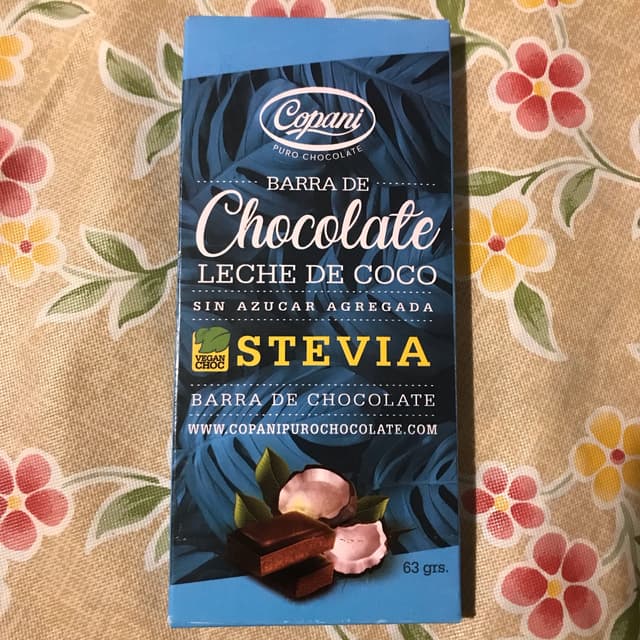 Copani
PURO CHOCOLATE
BARRA DE
Chocolate
LECHE DE COCO
SIN AZUCAR AGREGADA
VEGAN
CHOC
STEVIA
BARRA DE CHOCOLATE
WWW.COPANIPUROCHOCOLATE.COM
63 grs.